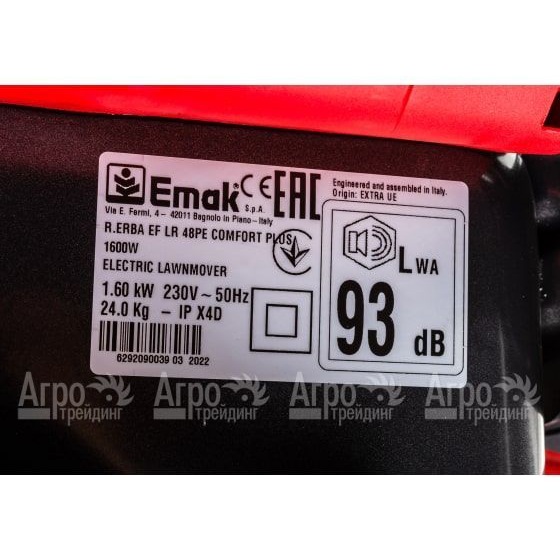 Emak S.p.A.
CE EAC
Via E. Fermi, 4 - 42011 Bagnolo in Piano - Italy
Engineered and assembled in Italy.
Origin: EXTRA UE
R.ERBA EF LR 48PE COMFORT PLUS
1600W
ELECTRIC LAWNMOVER
1.60 kW 230V ~ 50Hz
24.0 Kg - IP X4D
6292090039 03 2022
LWA
93 dB
Агро трейдинг
Агро трейдинг
Агро трейдинг
Агро трейдинг